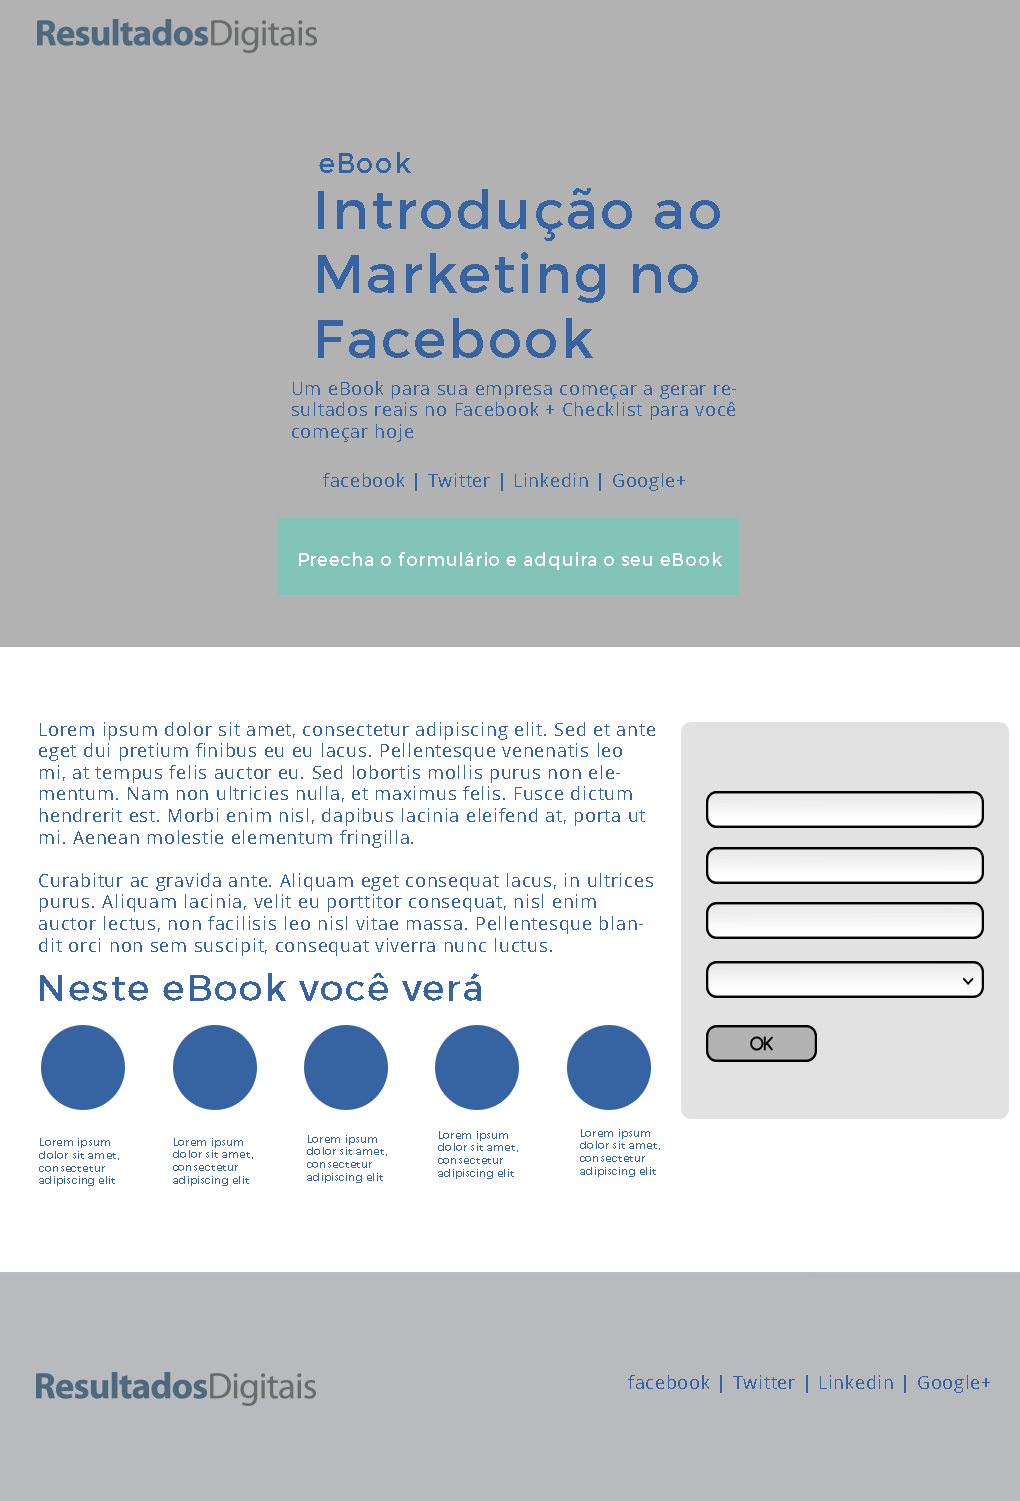 ResultadosDigitais
eBook
Introdução ao
Marketing no
Facebook
Um eBook para sua empresa começar a gerar re-
sultados reais no Facebook + Checklist para você
começar hoje
facebook | Twitter | Linkedin | Google+
Preecha o formulário e adquira o seu eBook
Lorem ipsum dolor sit amet, consectetur adipiscing elit. Sed et ante
eget dui pretium finibus eu eu lacus. Pellentesque venenatis leo
mi, at tempus felis auctor eu. Sed lobortis mollis purus non ele-
mentum. Nam non ultricies nulla, et maximus felis. Fusce dictum
hendrerit est. Morbi enim nisl, dapibus lacinia eleifend at, porta ut
mi. Aenean molestie elementum fringilla.
Curabitur ac gravida ante. Aliquam eget consequat lacus, in ultrices
purus. Aliquam lacinia, velit eu porttitor consequat, nisl enim
auctor lectus, non facilisis leo nisl vitae massa. Pellentesque blan-
dit orci non sem suscipit, consequat viverra nunc luctus.
OK
Neste eBook você verá
Lorem ipsum
dolor sit amet,
consectetur
adipiscing elit
Lorem ipsum
dolor sit amet,
consectetur
adipiscing elit
Lorem ipsum
dolor sit amet,
consectetur
adipiscing elit
Lorem ipsum
dolor sit amet,
consectetur
adipiscing elit
Lorem ipsum
dolor sit amet,
consectetur
adipiscing elit
ResultadosDigitais
facebook | Twitter | Linkedin | Google+